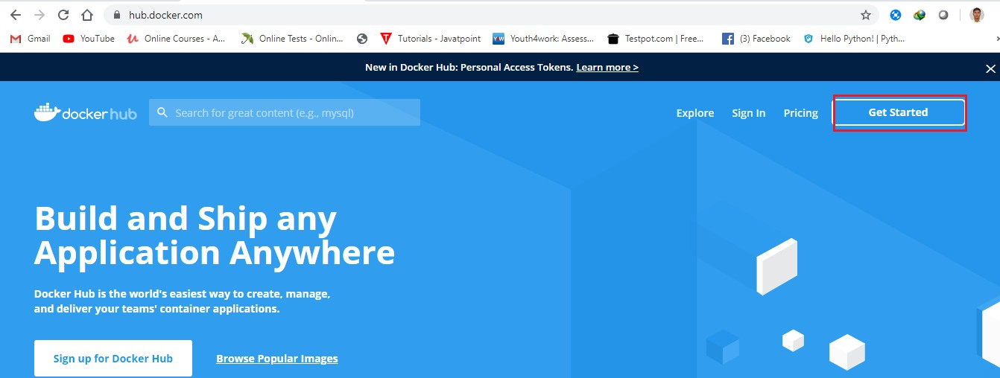 hub.docker.com
Gmail YouTube Online Courses - A... Online Tests - Onlin... Tutorials - Javatpoint Youth4work: Assess... Testpot.com | Free... (3) Facebook Hello Python! | Pyth...
New in Docker Hub: Personal Access Tokens. Learn more >
docker hub Search for great content (e.g., mysql) Explore Sign In Pricing Get Started
Build and Ship any
Application Anywhere
Docker Hub is the world's easiest way to create, manage,
and deliver your teams' container applications.
Sign up for Docker Hub Browse Popular Images